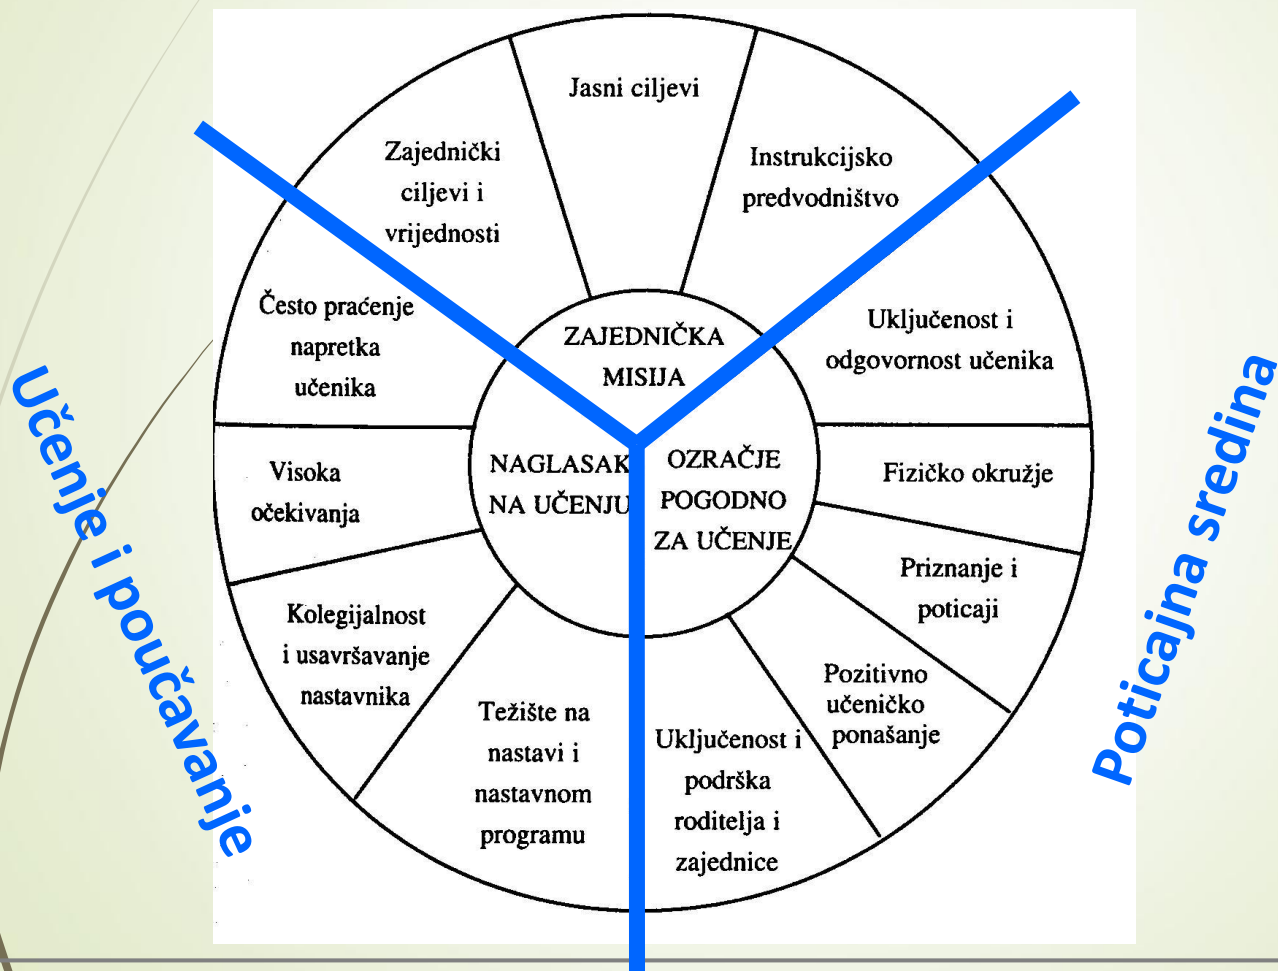 Jasni ciljevi
Zajednički
ciljevi i
vrijednosti
Instrukcijsko
predvodništvo
Često praćenje
napretka
učenika
ZAJEDNIČKA
MISIJA
Uključenost i
odgovornost učenika
Visoka
očekivanja
NAGLASAK
NA UČENJU
OZRAČJE
POGODNO
ZA UČENJE
Fizičko okružje
Priznanje i
poticaji
Kolegijalnost
i usavršavanje
nastavnika
Pozitivno
učeničko
ponašanje
Težište na
nastavi i
nastavnom
programu
Uključenost i
podrška
roditelja i
zajednice
Učenje i poučavanje
Poticajna sredina